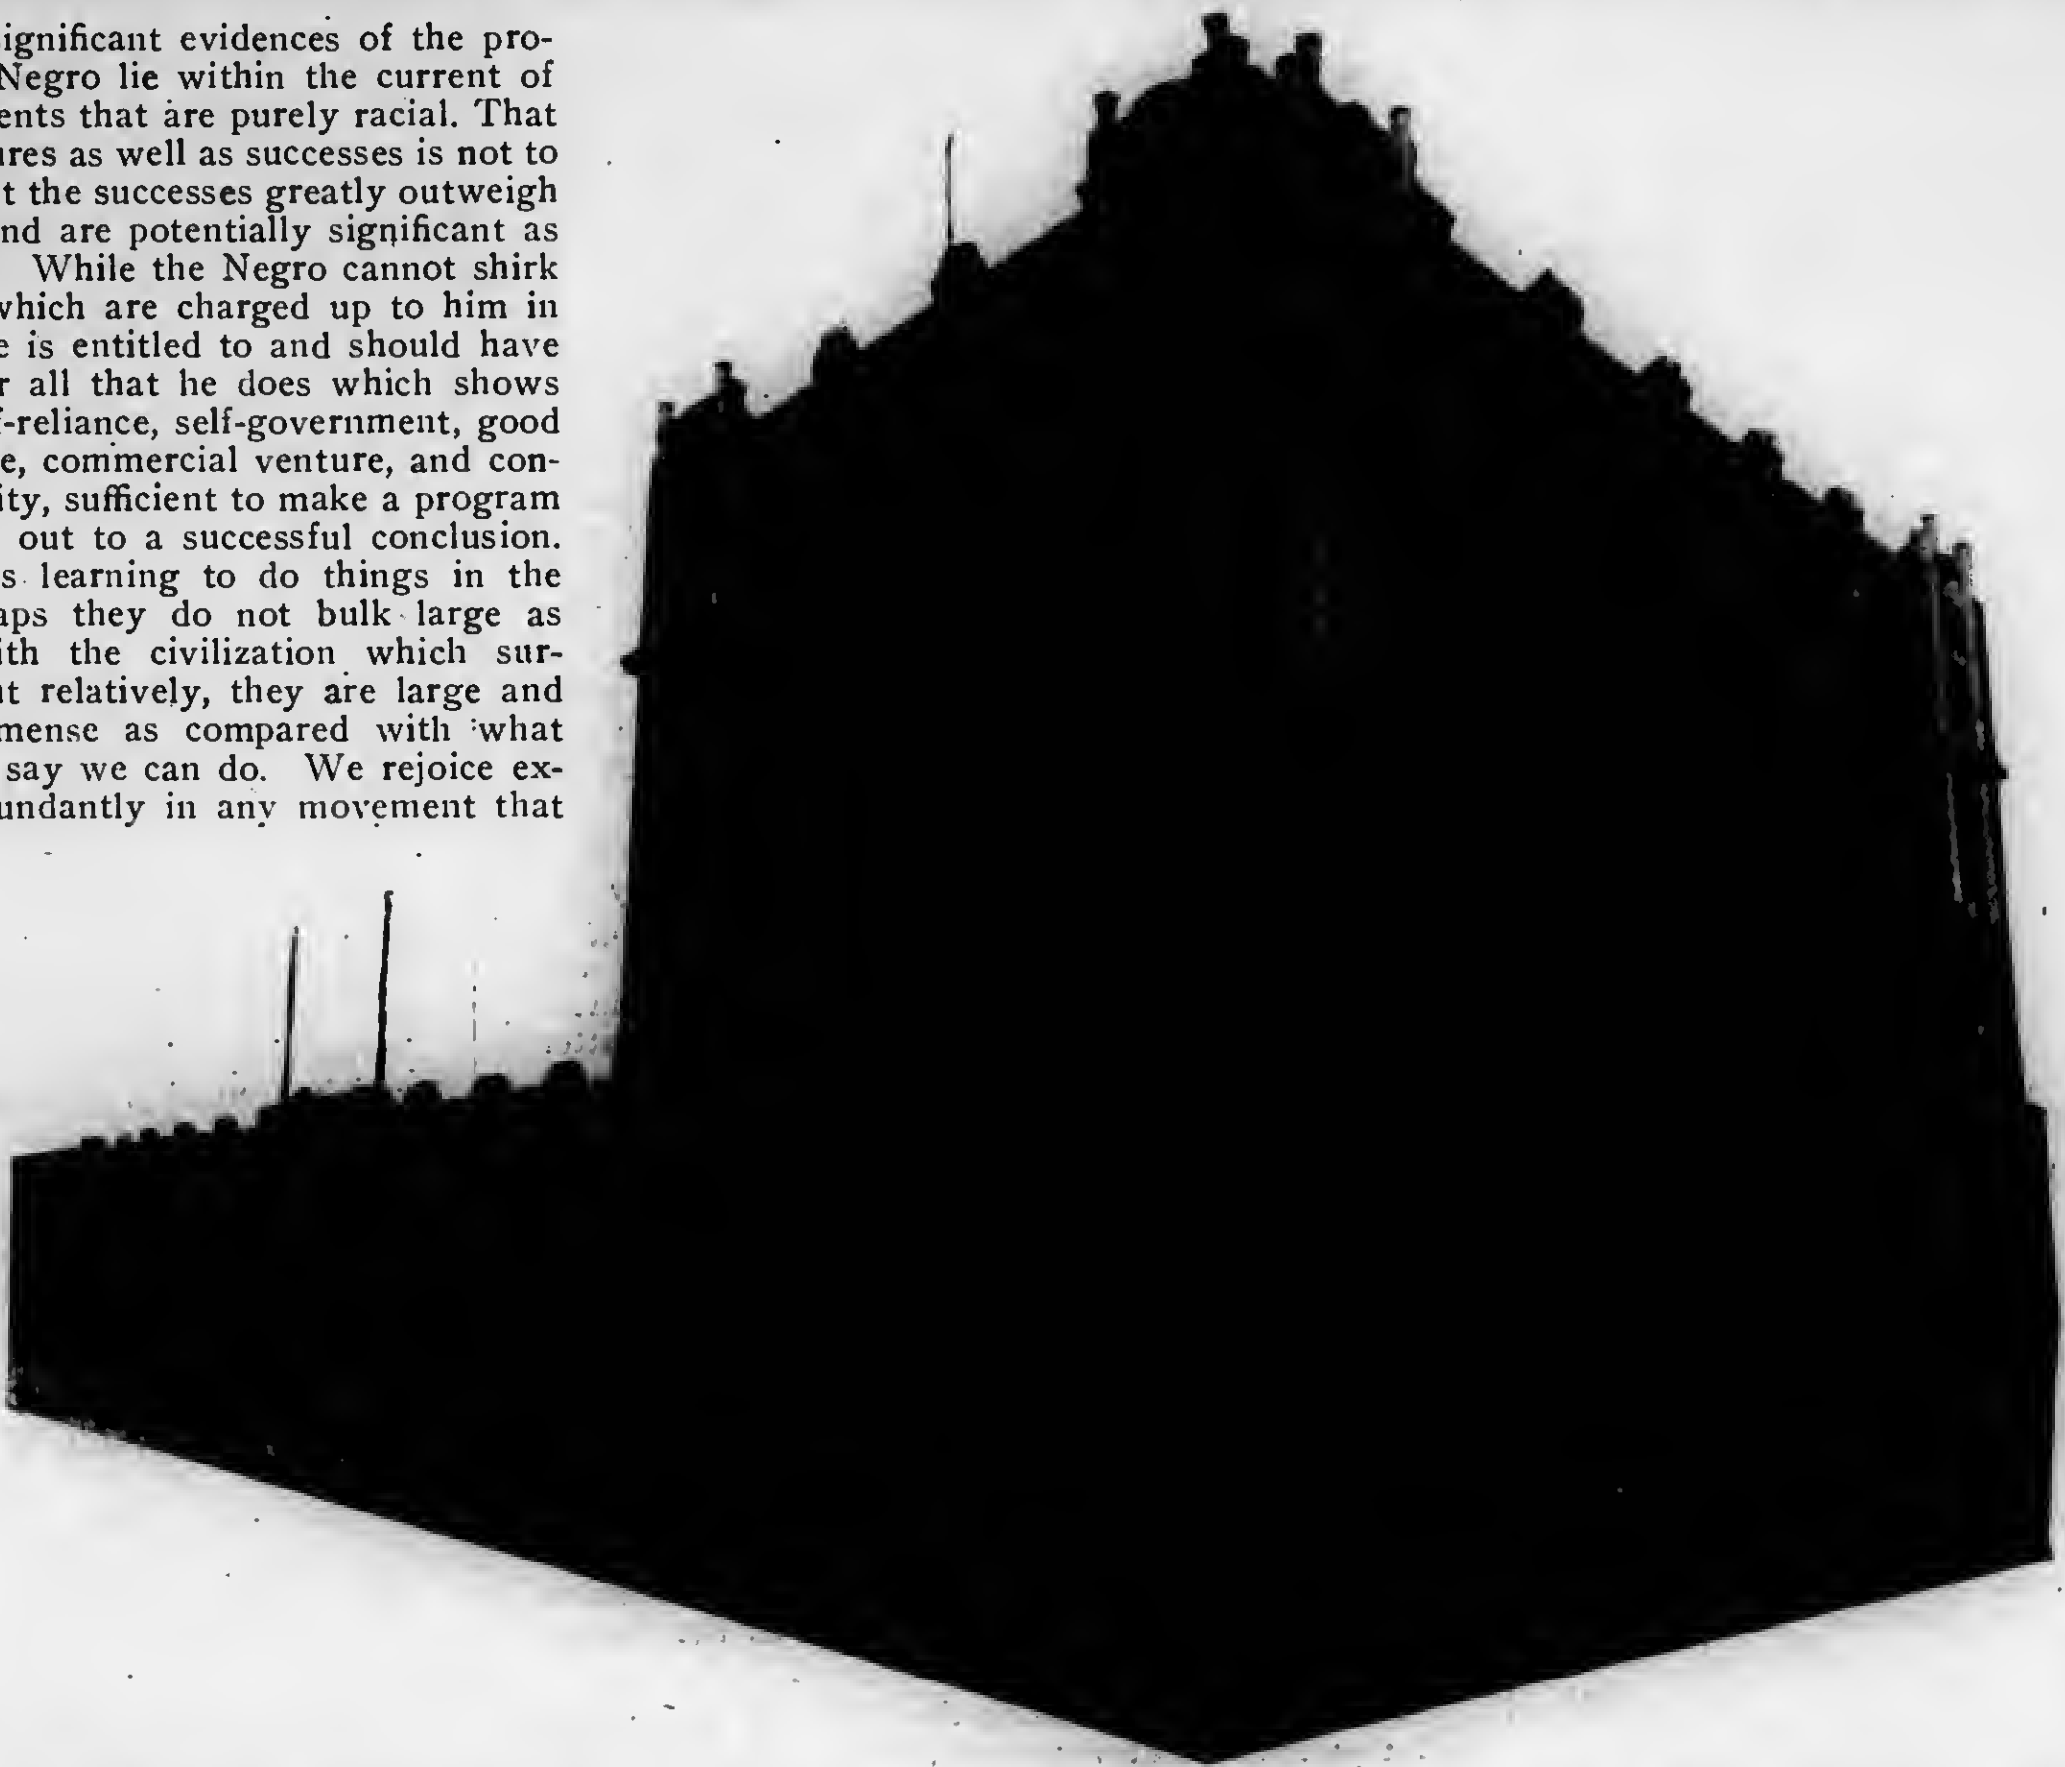 ignificant evidences of the pro-
Negro lie within the current of
ents that are purely racial. That
ures as well as successes is not to
t the successes greatly outweigh
nd are potentially significant as
While the Negro cannot shirk
which are charged up to him in
e is entitled to and should have
r all that he does which shows
f-reliance, self-government, good
e, commercial venture, and con-
ity, sufficient to make a program
out to a successful conclusion.
s learning to do things in the
aps they do not bulk large as
ith the civilization which sur-
ut relatively, they are large and
mense as compared with what
say we can do. We rejoice ex-
undantly in any movement that